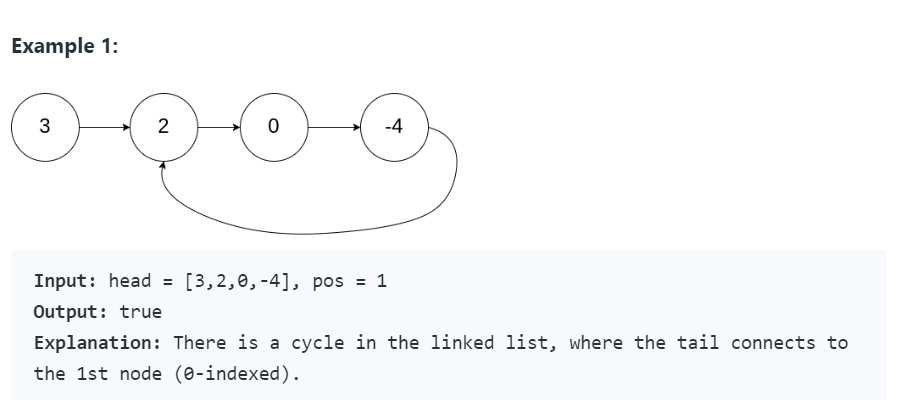 Example 1:
3 2 0 -4
Input: head = [3,2,0,-4], pos = 1
Output: true
Explanation: There is a cycle in the linked list, where the tail connects to
the 1st node (0-indexed).